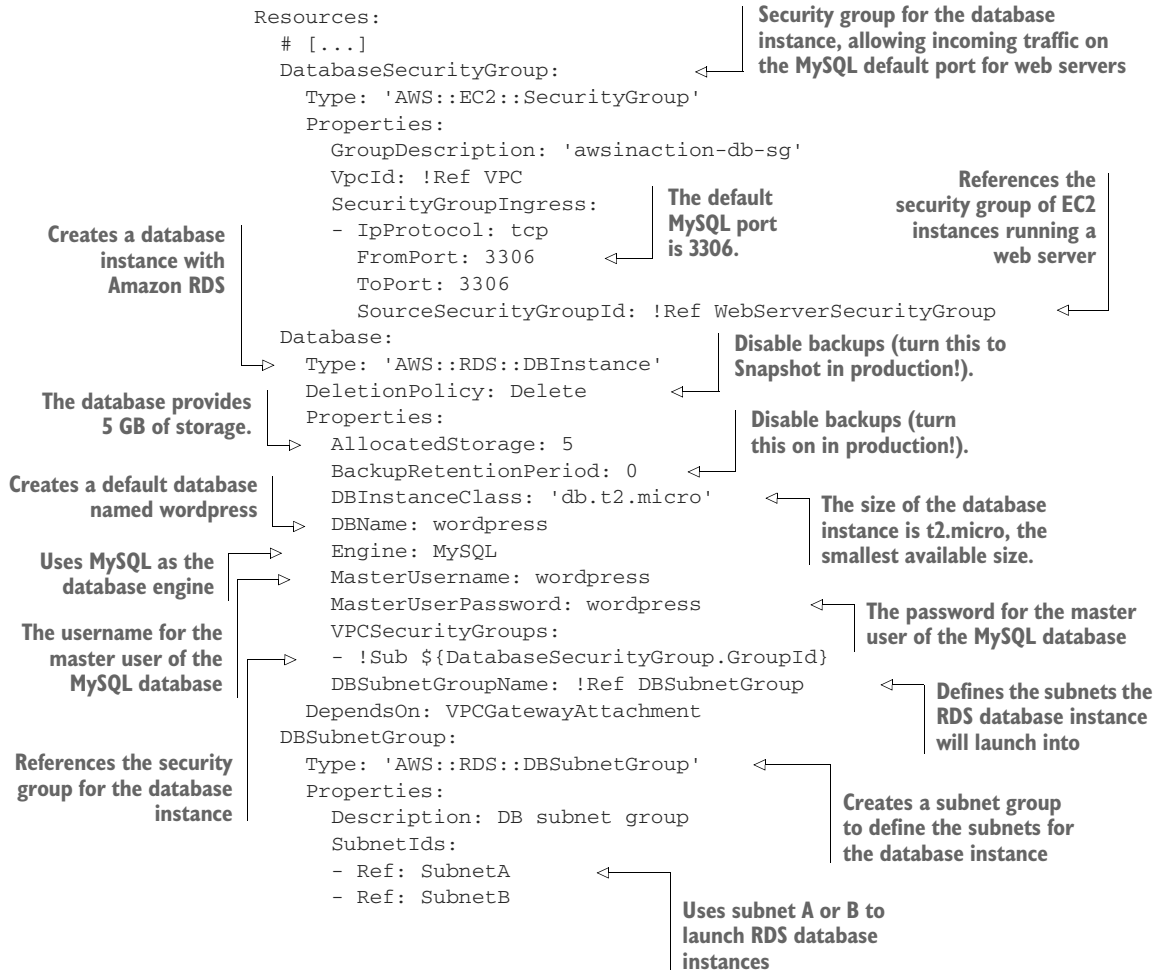 Resources:
# [...]
DatabaseSecurityGroup:
Type: 'AWS::EC2::SecurityGroup'
Properties:
GroupDescription: 'awsinaction-db-sg'
VpcId: !Ref VPC
SecurityGroupIngress:
- IpProtocol: tcp
FromPort: 3306
ToPort: 3306
SourceSecurityGroupId: !Ref WebServerSecurityGroup
Database:
Type: 'AWS::RDS::DBInstance'
DeletionPolicy: Delete
Properties:
AllocatedStorage: 5
BackupRetentionPeriod: 0
DBInstanceClass: 'db.t2.micro'
DBName: wordpress
Engine: MySQL
MasterUsername: wordpress
MasterUserPassword: wordpress
VPCSecurityGroups:
- !Sub ${DatabaseSecurityGroup.GroupId}
DBSubnetGroupName: !Ref DBSubnetGroup
DependsOn: VPCGatewayAttachment
DBSubnetGroup:
Type: 'AWS::RDS::DBSubnetGroup'
Properties:
Description: DB subnet group
SubnetIds:
- Ref: SubnetA
- Ref: SubnetB
Security group for the database
instance, allowing incoming traffic on
the MySQL default port for web servers
The default
MySQL port
is 3306.
References the
security group of EC2
instances running a
web server
Creates a database
instance with
Amazon RDS
Disable backups (turn this to
Snapshot in production!).
The database provides
5 GB of storage.
Disable backups (turn
this on in production!).
Creates a default database
named wordpress
The size of the database
instance is t2.micro, the
smallest available size.
Uses MySQL as the
database engine
The username for the
master user of the
MySQL database
The password for the master
user of the MySQL database
References the security
group for the database
instance
Defines the subnets the
RDS database instance
will launch into
Creates a subnet group
to define the subnets for
the database instance
Uses subnet A or B to
launch RDS database
instances